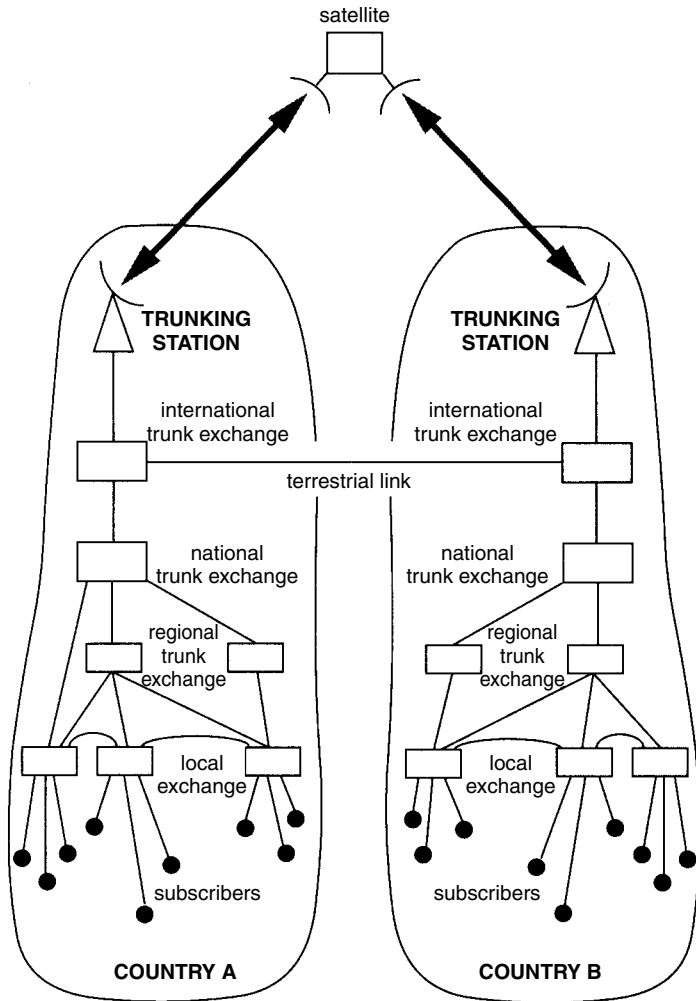 satellite
TRUNKING
STATION
TRUNKING
STATION
international
trunk exchange
international
trunk exchange
terrestrial link
national
trunk exchange
national
trunk exchange
regional
trunk
exchange
regional
trunk
exchange
local
exchange
local
exchange
subscribers
subscribers
COUNTRY A
COUNTRY B